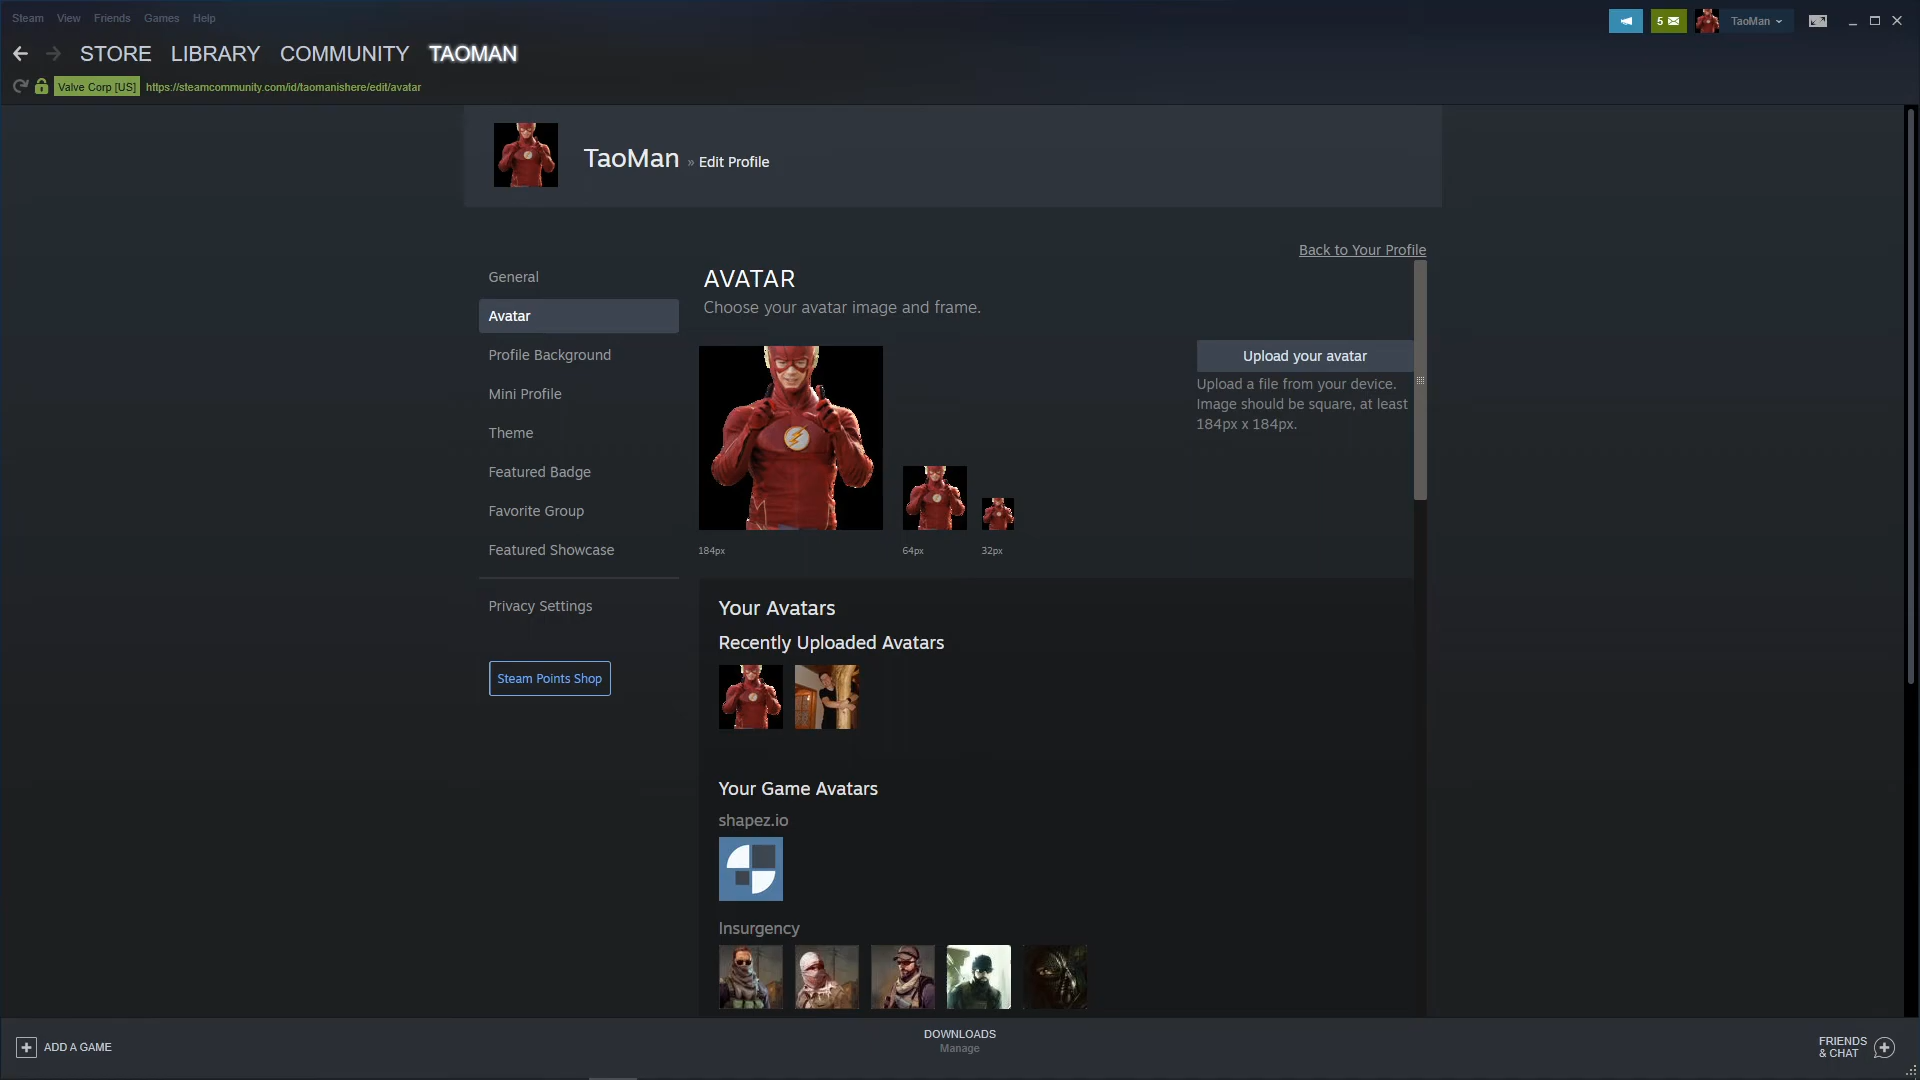 Steam View Friends Games Help
5 TaoMan
STORE LIBRARY COMMUNITY TAOMAN
Valve Corp [US] https://steamcommunity.com/id/taomanishere/edit/avatar
TaoMan » Edit Profile
Back to Your Profile
General
Avatar
Profile Background
Mini Profile
Theme
Featured Badge
Favorite Group
Featured Showcase
Privacy Settings
Steam Points Shop
AVATAR
Choose your avatar image and frame.
184px 64px 32px
Upload your avatar
Upload a file from your device.
Image should be square, at least
184px x 184px.
Your Avatars
Recently Uploaded Avatars
Your Game Avatars
shapez.io
Insurgency
ADD A GAME
DOWNLOADS
Manage
FRIENDS
& CHAT